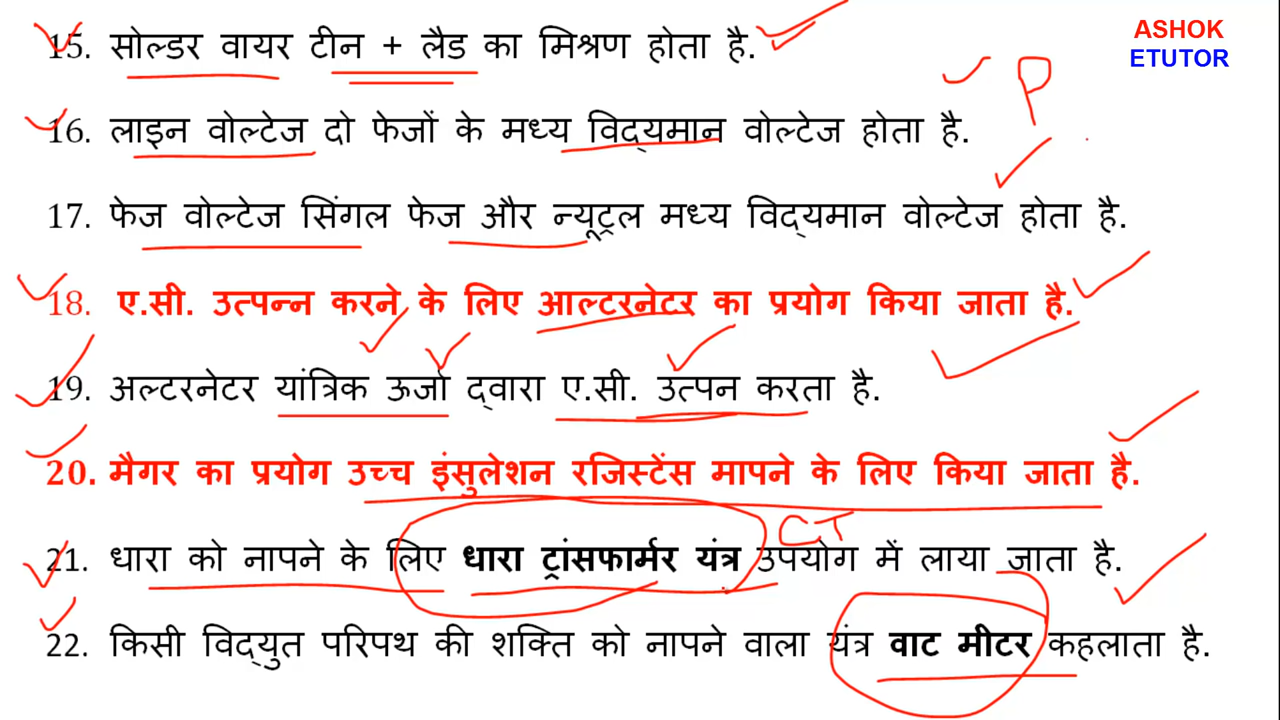 ASHOK
ETUTOR
15. सोल्डर वायर टीन + लैड का मिश्रण होता है.
P
16. लाइन वोल्टेज दो फेजों के मध्य विद्यमान वोल्टेज होता है.
17. फेज वोल्टेज सिंगल फेज और न्यूट्रल मध्य विद्यमान वोल्टेज होता है.
18. ए.सी. उत्पन्न करने के लिए आल्टरनेटर का प्रयोग किया जाता है.
19. अल्टरनेटर यांत्रिक ऊर्जा द्वारा ए.सी. उत्पन करता है.
20. मैगर का प्रयोग उच्च इंसुलेशन रजिस्टेंस मापने के लिए किया जाता है.
CT
21. धारा को नापने के लिए धारा ट्रांसफार्मर यंत्र उपयोग में लाया जाता है.
22. किसी विद्युत परिपथ की शक्ति को नापने वाला यंत्र वाट मीटर कहलाता है.